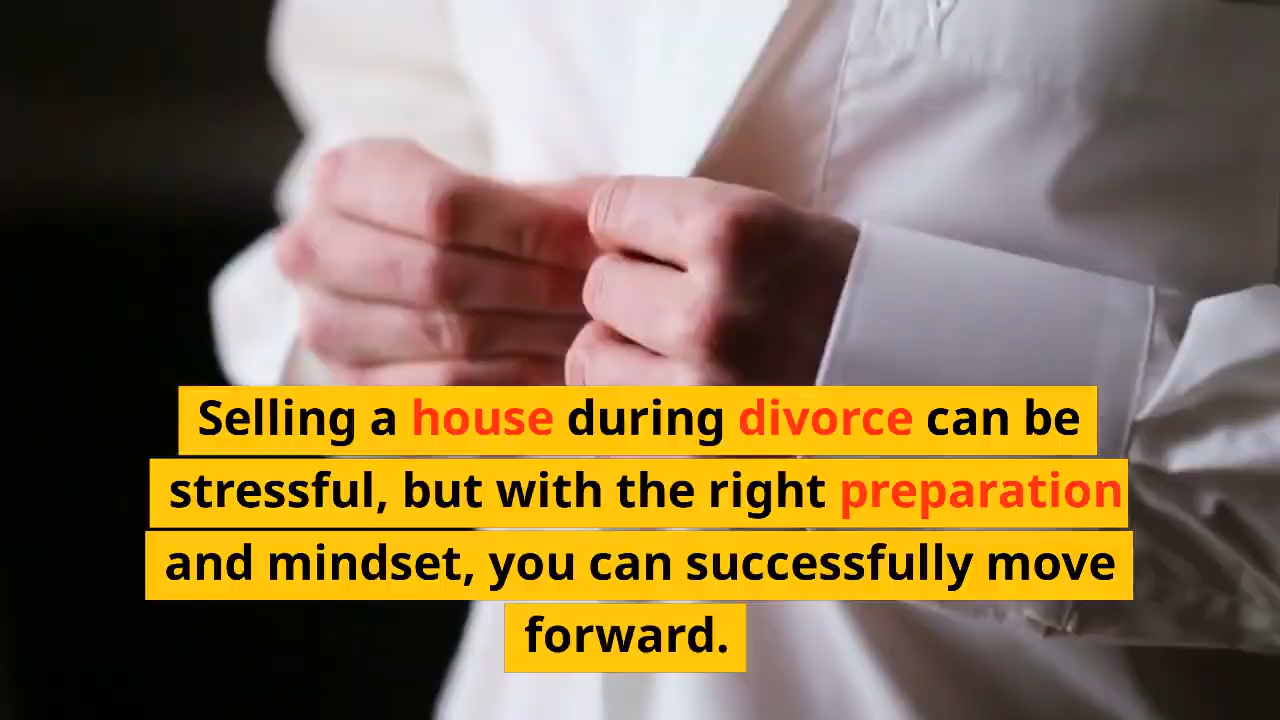 Selling a house during divorce can be
stressful, but with the right preparation
and mindset, you can successfully move
forward.